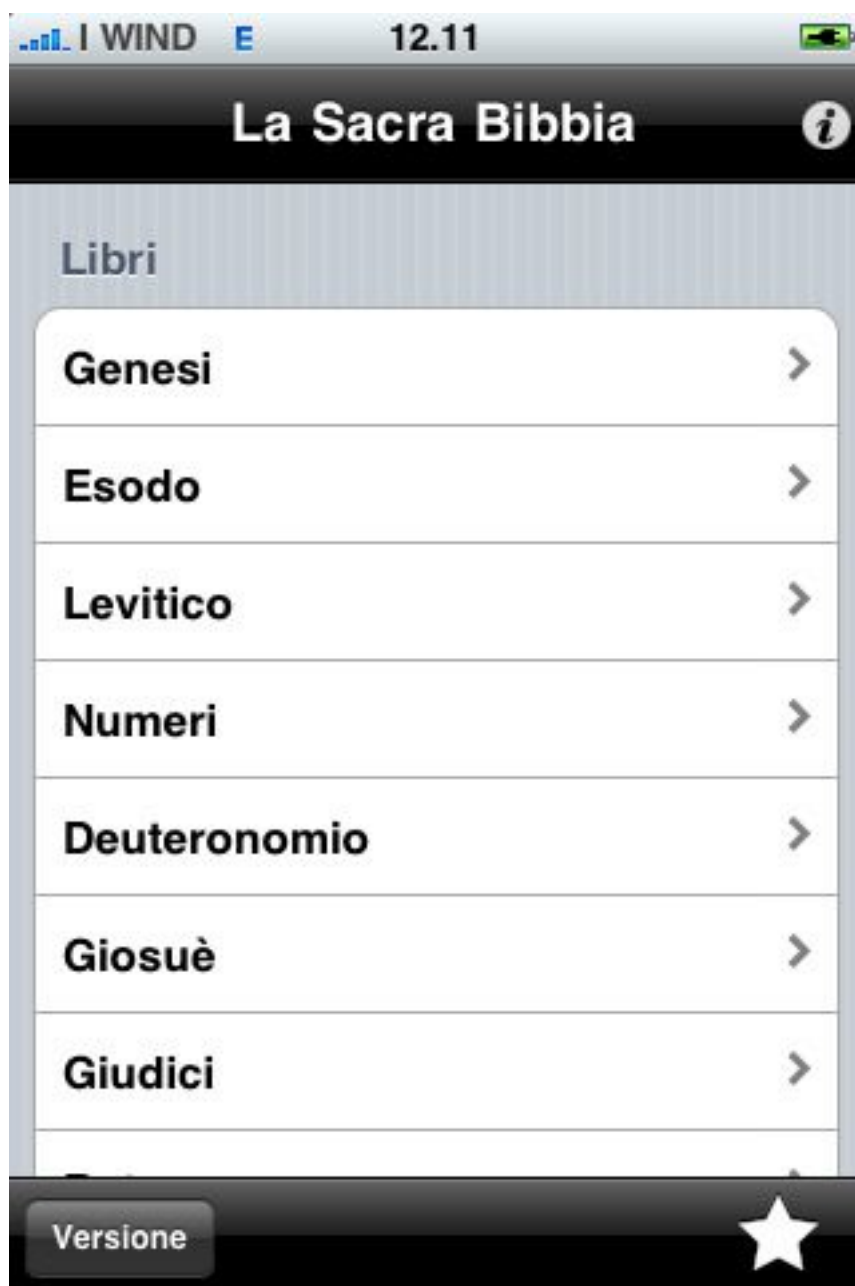 I WIND E 12.11
La Sacra Bibbia
Libri
Genesi
Esodo
Levitico
Numeri
Deuteronomio
Giosuè
Giudici
Versione